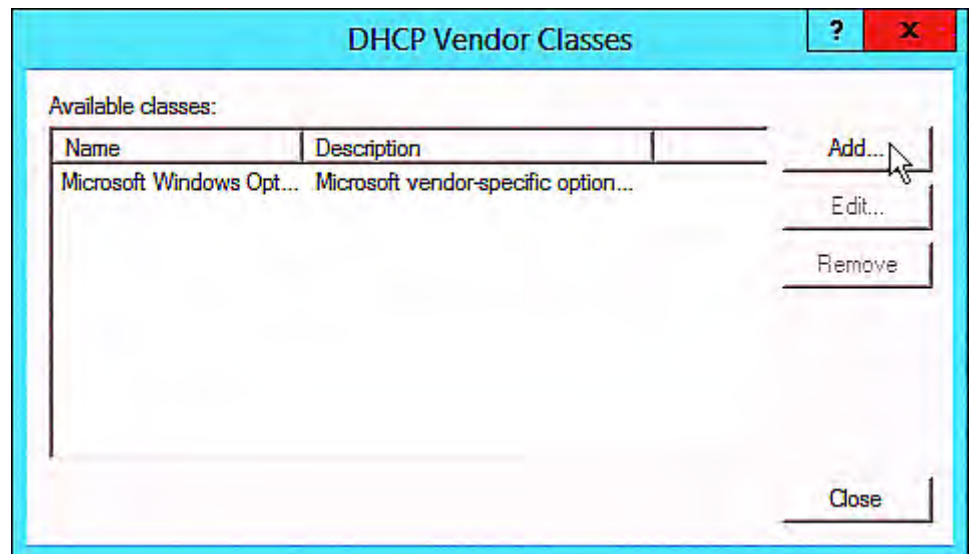 DHCP Vendor Classes
? x
Available classes:
Name Description
Add...
Microsoft Windows Opt... Microsoft vendor-specific option...
Edit...
Remove
Close